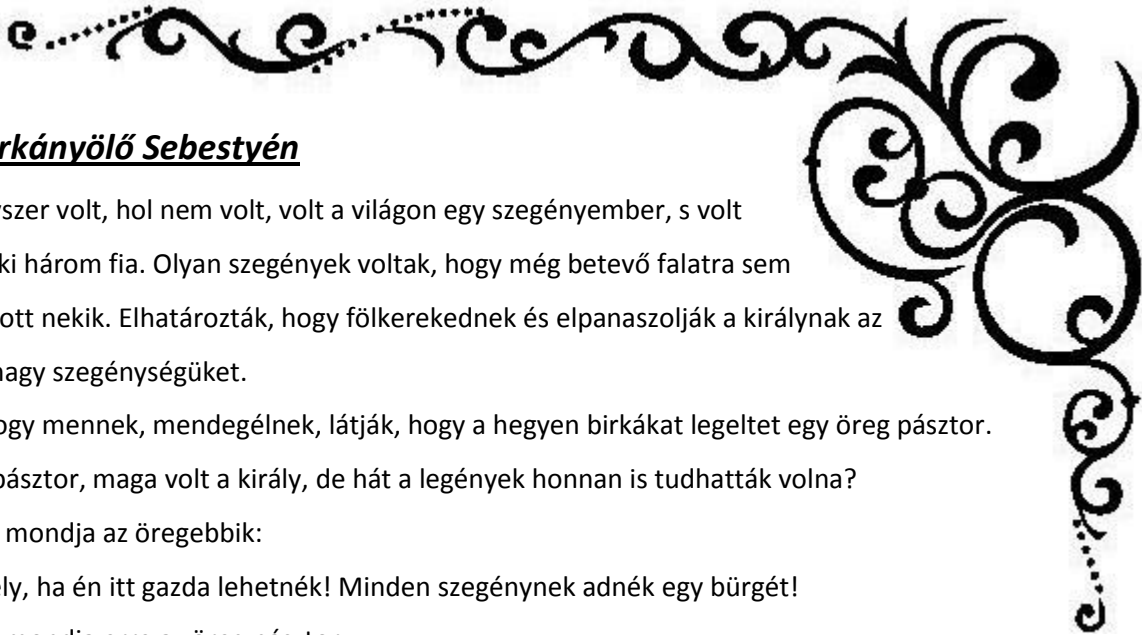 rkányölő Sebestyén
szer volt, hol nem volt, volt a világon egy szegényember, s volt
ki három fia. Olyan szegények voltak, hogy még betevő falatra sem
ott nekik. Elhatározták, hogy fölkerekednek és elpanaszolják a királynak az
nagy szegénységüket.
ogy mennek, mendegélnek, látják, hogy a hegyen birkákat legeltet egy öreg pásztor.
pásztor, maga volt a király, de hát a legények honnan is tudhatták volna?
mondja az öregebbik:
ely, ha én itt gazda lehetnék! Minden szegénynek adnék egy bürgét!